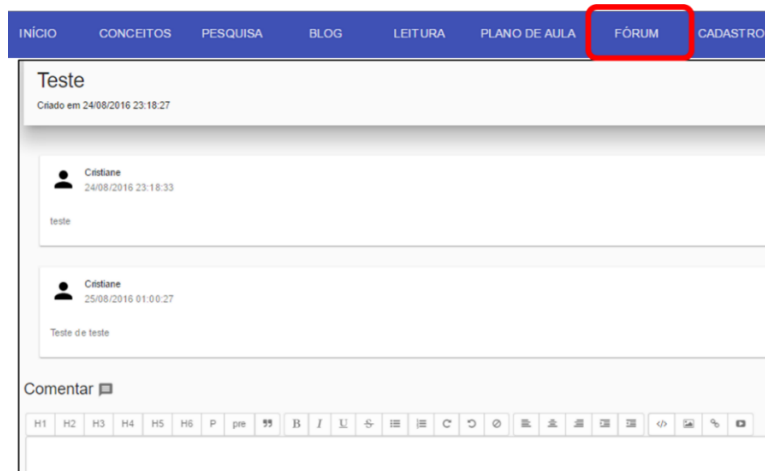 INÍCIO CONCEITOS PESQUISA BLOG LEITURA PLANO DE AULA FÓRUM CADASTRO
Teste
Criado em 24/08/2016 23:18:27
Cristiane
24/08/2016 23:18:33
teste
Cristiane
25/08/2016 01:00:27
Teste de teste
Comentar
H1 H2 H3 H4 H5 H6 P pre ❞ B I U S